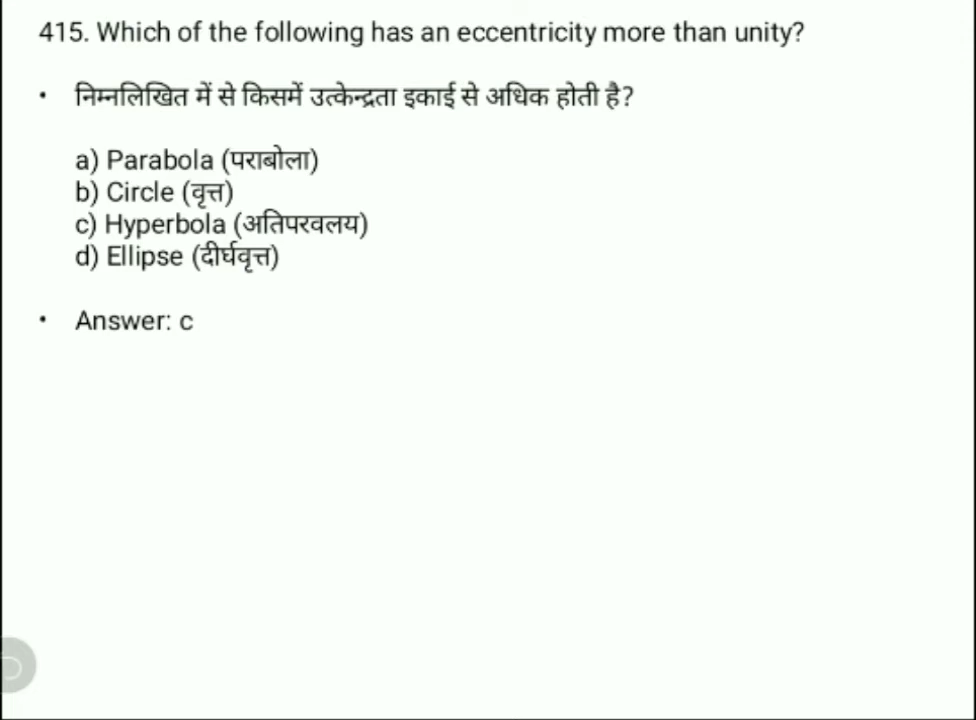 415. Which of the following has an eccentricity more than unity?
• निम्नलिखित में से किसमें उत्केन्द्रता इकाई से अधिक होती है?
a) Parabola (पराबोला)
b) Circle (वृत्त)
c) Hyperbola (अतिपरवलय)
d) Ellipse (दीर्घवृत्त)
• Answer: c